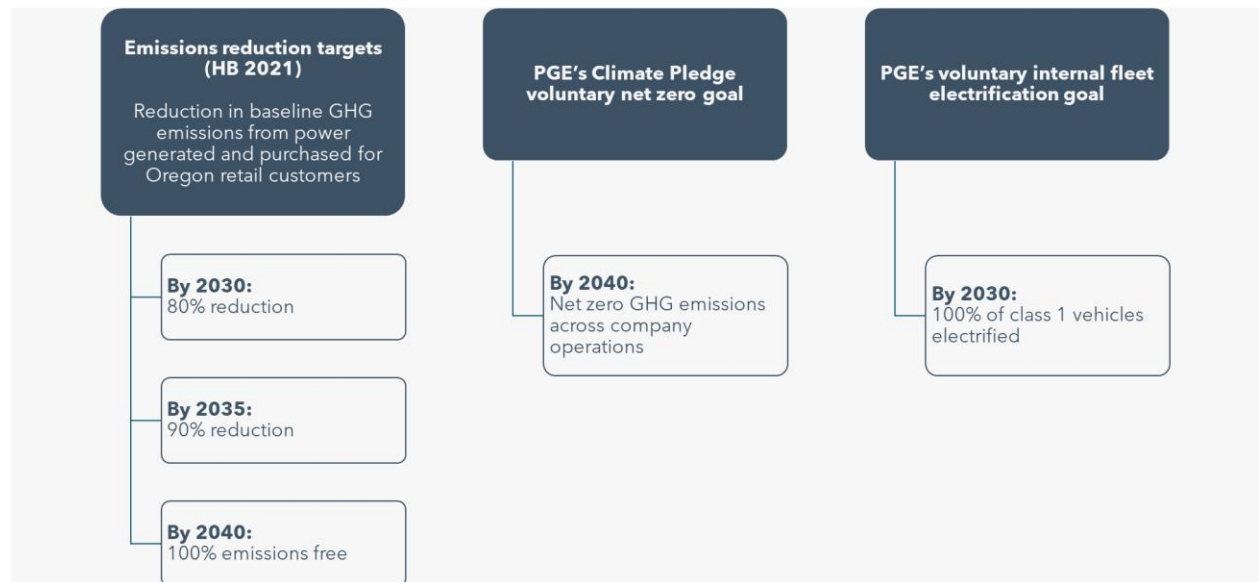 Emissions reduction targets
(HB 2021)
Reduction in baseline GHG
emissions from power
generated and purchased for
Oregon retail customers
By 2030:
80% reduction
By 2035:
90% reduction
By 2040:
100% emissions free
PGE's Climate Pledge
voluntary net zero goal
By 2040:
Net zero GHG emissions
across company
operations
PGE's voluntary internal fleet
electrification goal
By 2030:
100% of class 1 vehicles
electrified